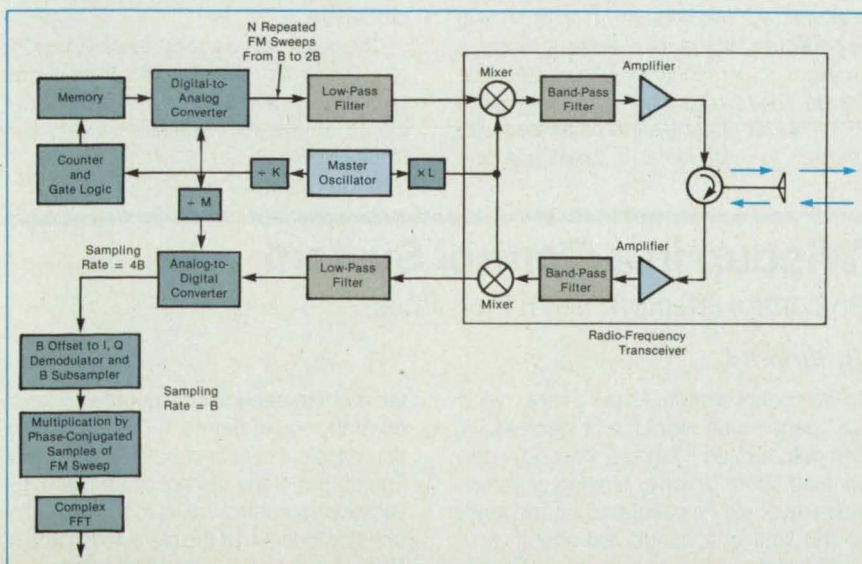 N Repeated
FM Sweeps
From B to 2B
Memory
Digital-to-
Analog
Converter
Low-Pass
Filter
Mixer
Band-Pass
Filter
Amplifier
Counter
and
Gate Logic
÷ K
Master
Oscillator
× L
÷ M
Sampling
Rate = 4B
Analog-to-
Digital
Converter
Low-Pass
Filter
Mixer
Band-Pass
Filter
Amplifier
Radio-Frequency
Transceiver
B Offset to I, Q
Demodulator and
B Subsampler
Sampling
Rate = B
Multiplication by
Phase-Conjugated
Samples of
FM Sweep
Complex
FFT